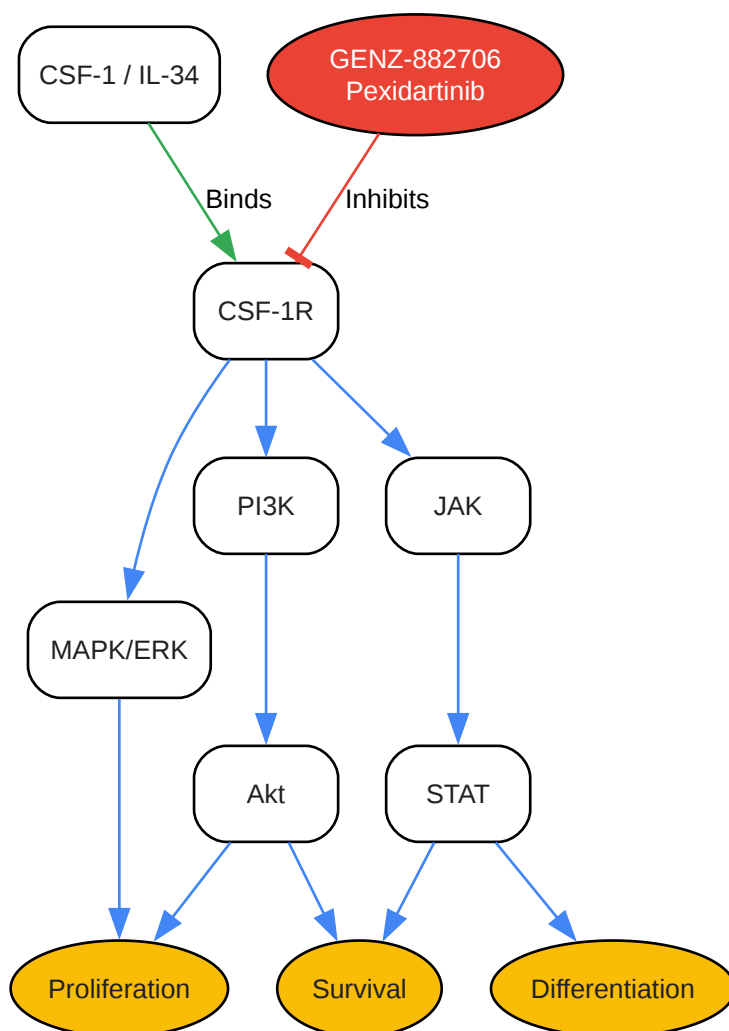 CSF-1 / IL-34
GENZ-882706
Pexidartinib
Binds
Inhibits
CSF-1R
PI3K
JAK
MAPK/ERK
Akt
STAT
Proliferation
Survival
Differentiation